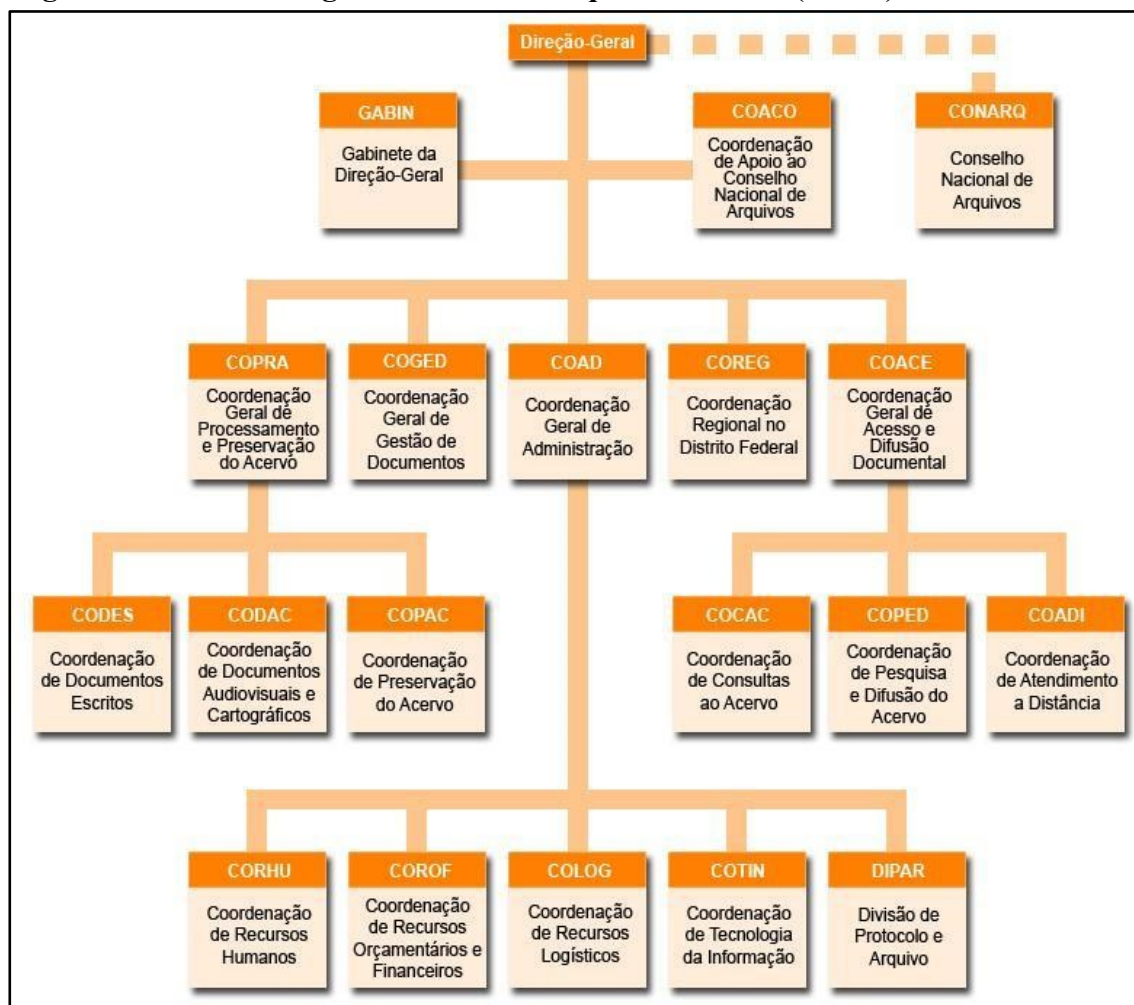 Direção-Geral
GABIN
Gabinete da
Direção-Geral
COACO
Coordenação
de Apoio ao
Conselho
Nacional de
Arquivos
CONARQ
Conselho
Nacional de
Arquivos
COPRA
Coordenação
Geral de
Processamento
e Preservação
do Acervo
COGED
Coordenação
Geral de
Gestão de
Documentos
COAD
Coordenação
Geral de
Administração
COREG
Coordenação
Regional no
Distrito Federal
COACE
Coordenação
Geral de
Acesso e
Difusão
Documental
CODES
Coordenação
de Documentos
Escritos
CODAC
Coordenação
de Documentos
Audiovisuais e
Cartográficos
COPAC
Coordenação
de Preservação
do Acervo
COCAC
Coordenação
de Consultas
ao Acervo
COPED
Coordenação
de Pesquisa
e Difusão do
Acervo
COADI
Coordenação
de Atendimento
a Distância
CORHU
Coordenação
de Recursos
Humanos
COROF
Coordenação
de Recursos
Orçamentários e
Financeiros
COLOG
Coordenação
de Recursos
Logísticos
COTIN
Coordenação
de Tecnologia
da Informação
DIPAR
Divisão de
Protocolo e
Arquivo